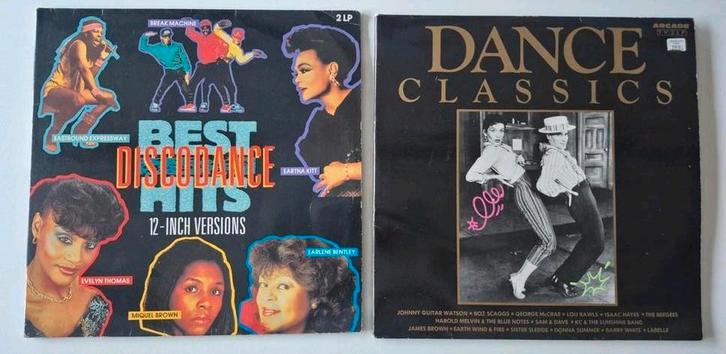 2 LP
BREAK MACHINE
EASTBOUND EXPRESSWAY
EARTHA KITT
BEST
DISCODANCE
HITS
12-INCH VERSIONS
EVELYN THOMAS
MIQUEL BROWN
EARLENE BENTLEY
ARCADE
DANCE
CLASSICS
JOHNNY GUITAR WATSON • BOZ SCAGGS • GEORGE McCRAE • LOU RAWLS • ISAAC HAYES • THE BEEGEES
HAROLD MELVIN & THE BLUE NOTES • SAM & DAVE • KC & THE SUNSHINE BAND
JAMES BROWN • EARTH WIND & FIRE • SISTER SLEDGE • DONNA SUMMER • BARRY WHITE • LABELLE